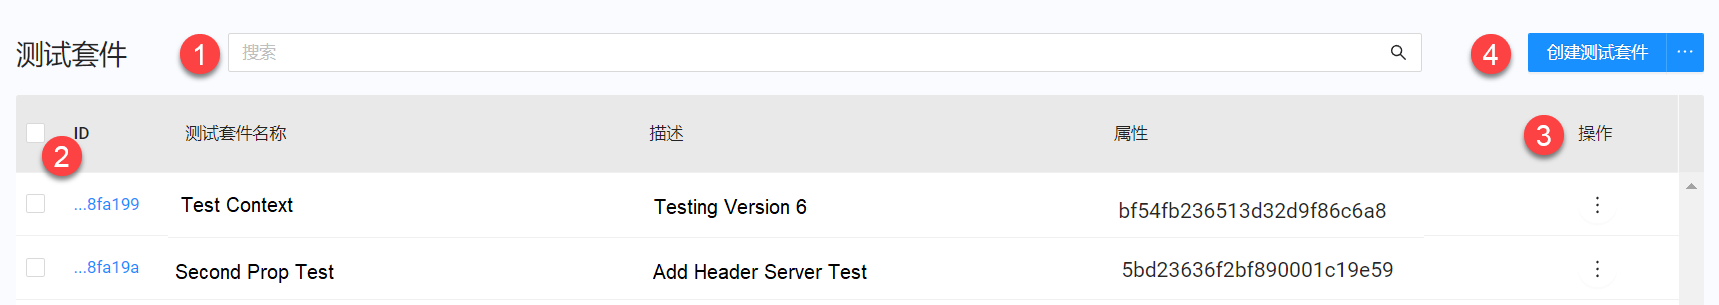 测试套件
1
搜索
4
创建测试套件
...
ID
测试套件名称
描述
属性
3
操作
2
...8fa199
Test Context
Testing Version 6
bf54fb236513d32d9f86c6a8
...8fa19a
Second Prop Test
Add Header Server Test
5bd23636f2bf890001c19e59